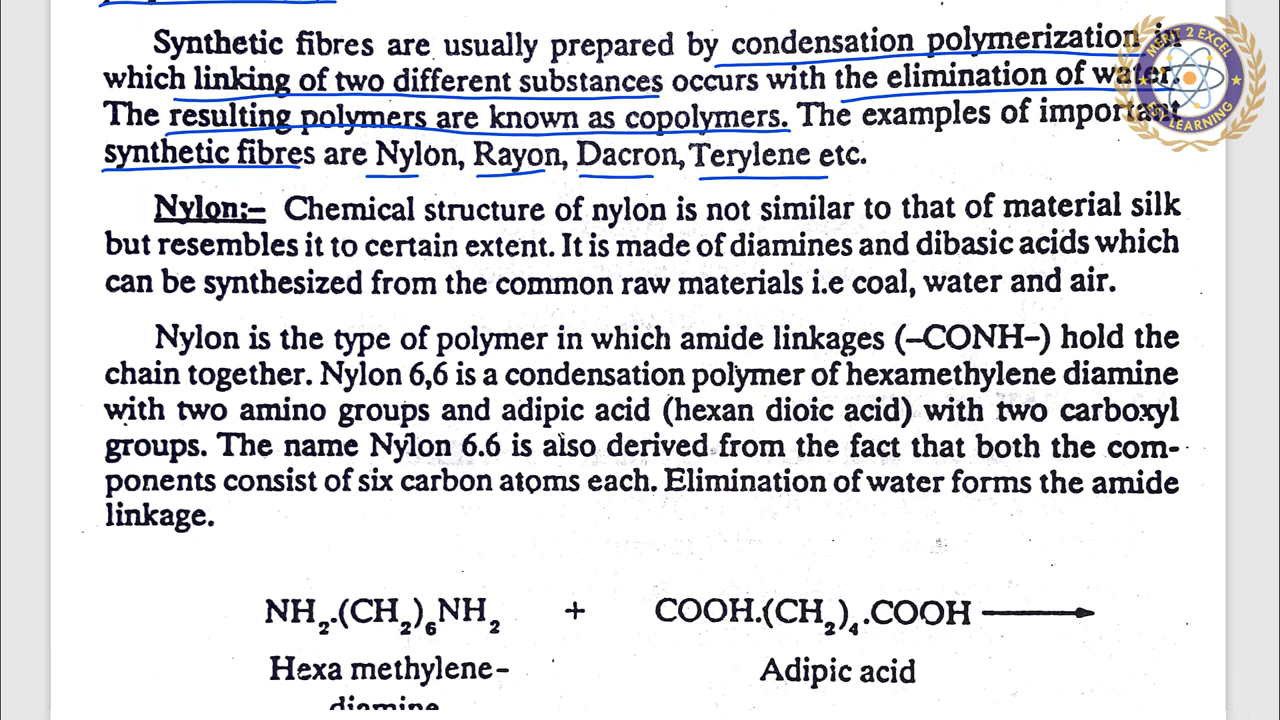 Synthetic fibres are usually prepared by condensation polymerization in
which linking of two different substances occurs with the elimination of water.
The resulting polymers are known as copolymers. The examples of important
synthetic fibres are Nylon, Rayon, Dacron, Terylene etc.
MERIT 2 EXCEL
EASY LEARNING
Nylon:– Chemical structure of nylon is not similar to that of material silk
but resembles it to certain extent. It is made of diamines and dibasic acids which
can be synthesized from the common raw materials i.e coal, water and air.
Nylon is the type of polymer in which amide linkages (–CONH–) hold the
chain together. Nylon 6,6 is a condensation polymer of hexamethylene diamine
with two amino groups and adipic acid (hexan dioic acid) with two carboxyl
groups. The name Nylon 6.6 is also derived from the fact that both the com-
ponents consist of six carbon atoms each. Elimination of water forms the amide
linkage.
NH₂.(CH₂)₆NH₂ + COOH.(CH₂)₄.COOH ⟶
Hexa methylene– Adipic acid
diamine